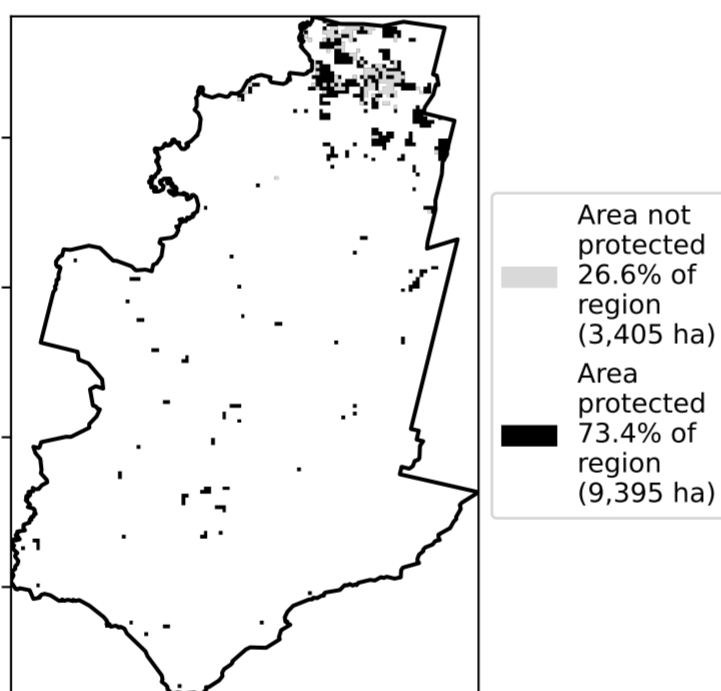 Area not
protected
26.6% of
region
(3,405 ha)
Area
protected
73.4% of
region
(9,395 ha)